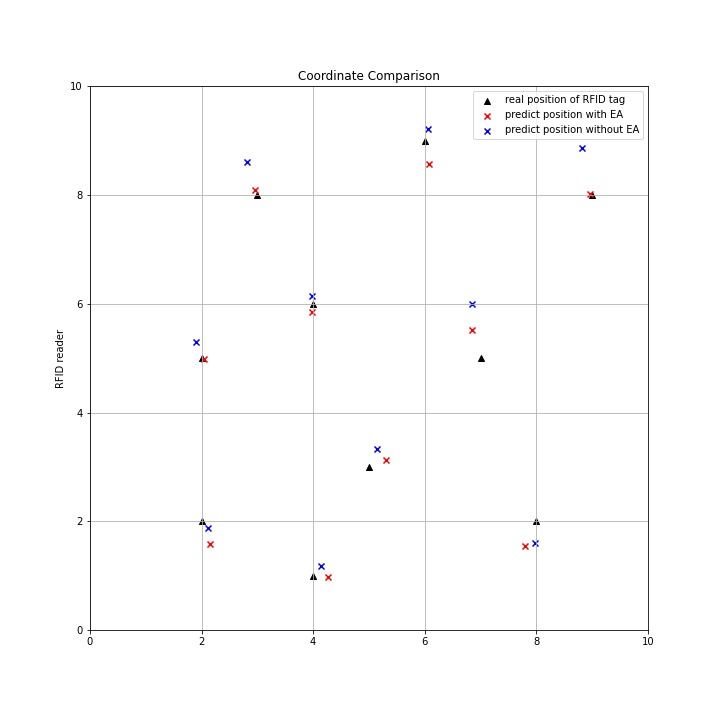 Coordinate Comparison
real position of RFID tag
predict position with EA
predict position without EA
RFID reader
10
8
6
4
2
0
0 2 4 6 8 10